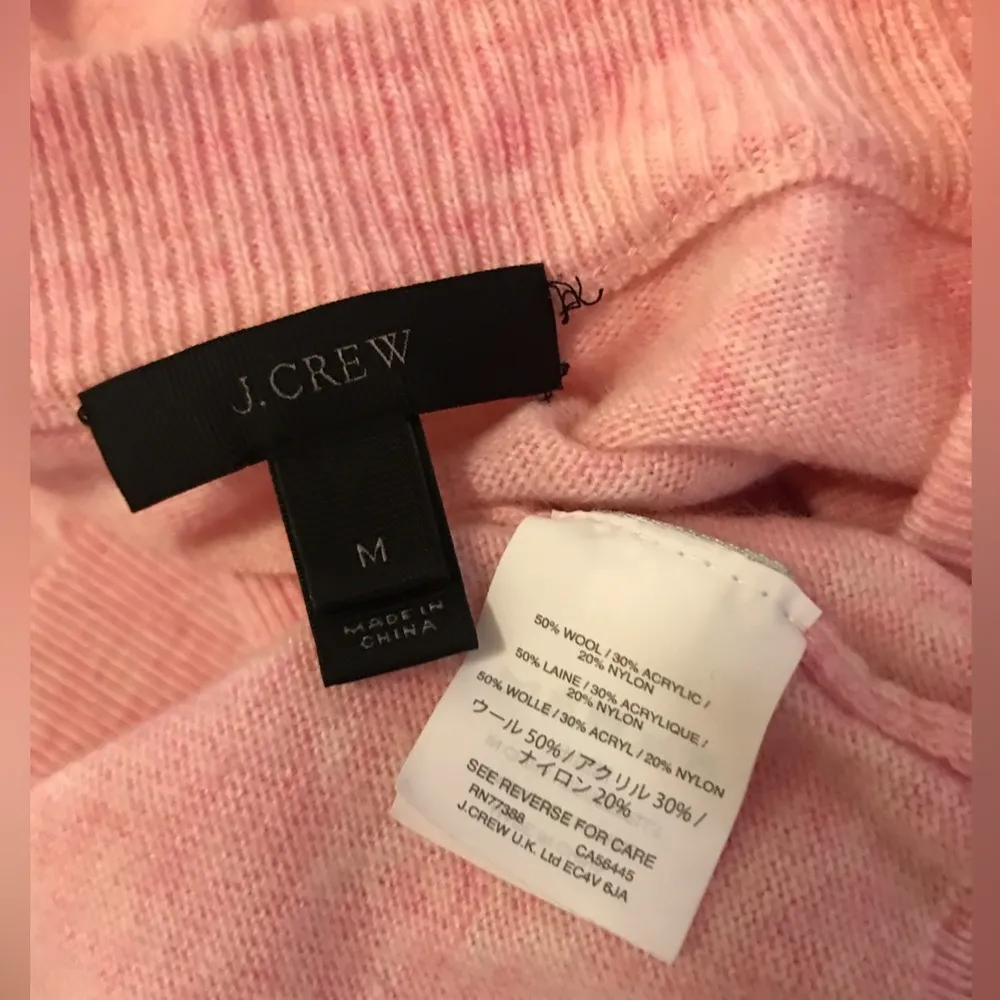 J.CREW
M
MADE IN
CHINA
50% WOOL / 30% ACRYLIC /
20% NYLON
50% LAINE / 30% ACRYLIQUE /
20% NYLON
50% WOLLE / 30% ACRYL / 20% NYLON
ウール 50% / アクリル 30% /
ナイロン 20%
SEE REVERSE FOR CARE
RN77388 CA56445
J.CREW U.K. Ltd EC4V 6JA